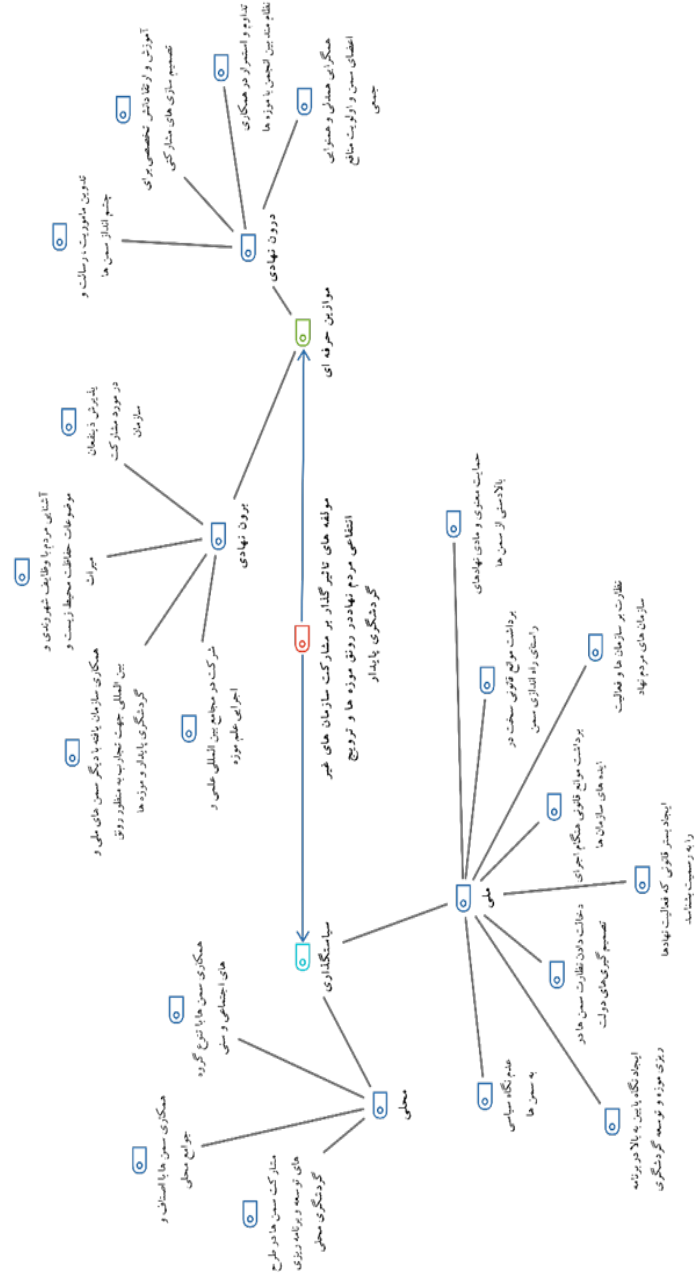 مولفه های تاثیرگذار بر مشارکت سازمان های غیر
انتفاعی مردم نهاددر رونق موزه ها و ترویج
گردشگری پایدار
موازین حرفه ای
درون نهادی
همگرایی همدلی و همنوایی
اعضای سمن و اولویت منافع
جمعی
تداوم و استمرار در همکاری
نظام مند بین انجمن با موزه ها
آموزش و ارتقا دانش تخصصی برای
تصمیم سازی های مشارکتی
تدوین ماموریت ، رسالت و
چشم انداز سمن ها
برون نهادی
پذیرش ذینفعان
در مورد مشارکت
سازمان
آشنایی مردم با وظایف شهروندی و
موضوعات حفاظت محیط زیست و
میراث
همکاری سازمان یافته با دیگر سمن های ملی و
بین المللی جهت تجارب به منظور رونق
گردشگری پایدار و موزه ها
شرکت در مجامع بین المللی علمی و
اجرایی علم موزه
سیاستگذاری
محلی
همکاری سمن ها با تنوع گروه
های اجتماعی و سنی
همکاری سمن ها با اصناف و
جوامع محلی
مشارکت سمن ها در طرح
های توسعه و برنامه ریزی
گردشگری محلی
ملی
حمایت معنوی و مادی نهادهای
بالادستی از سمن ها
برداشت موانع قانونی سخت در
راستای راه اندازی سمن
نظارت بر سازمان ها و فعالیت
سازمان های مردم نهاد
برداشت موانع قانونی هنگام اجرای
ایده های سازمان ها
ایجاد بستر قانونی که فعالیت نهادها
را به رسمیت بشناسد.
دخالت دادن نظارت سمن ها در
تصمیم گیری های دولت
ایجاد نگاه پایین به بالا در برنامه
ریزی موزه و توسعه گردشگری
عدم نگاه سیاسی
به سمن ها